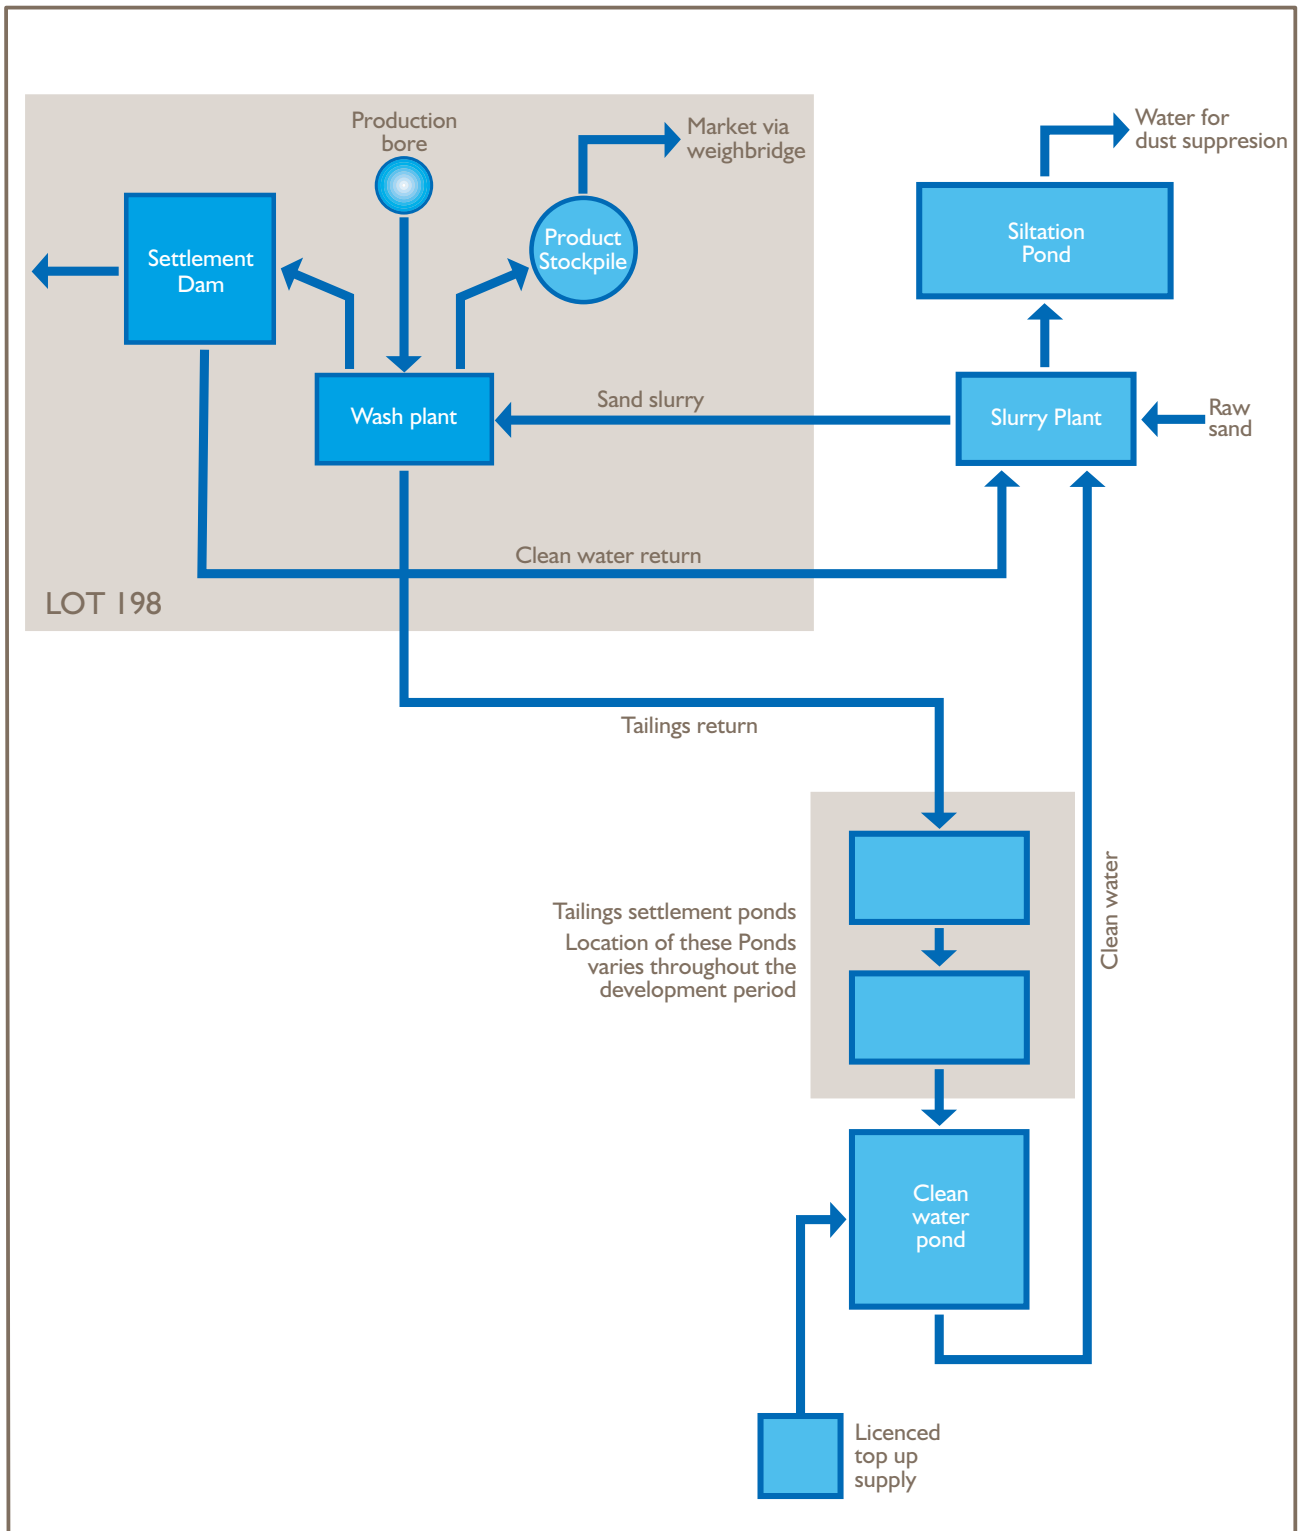 Production
bore
Market via
weighbridge
Water for
dust suppresion
Settlement
Dam
Product
Stockpile
Siltation
Pond
Wash plant
Sand slurry
Slurry Plant
Raw
sand
Clean water return
LOT 198
Tailings return
Clean water
Tailings settlement ponds
Location of these Ponds
varies throughout the
development period
Clean
water
pond
Licenced
top up
supply